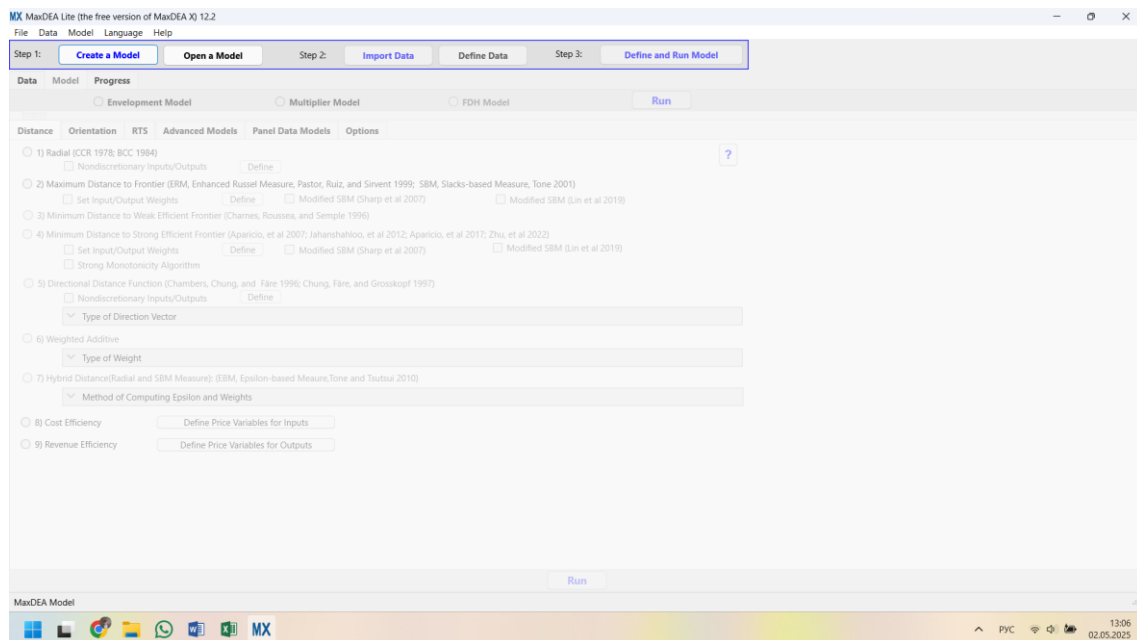 MX MaxDEA Lite (the free version of MaxDEA X) 12.2
File Data Model Language Help
Step 1: Create a Model Open a Model Step 2: Import Data Define Data Step 3: Define and Run Model
Data Model Progress
Envelopment Model Multiplier Model FDH Model Run
Distance Orientation RTS Advanced Models Panel Data Models Options
1) Radial (CCR 1978; BCC 1984) ?
Nondiscretionary Inputs/Outputs Define
2) Maximum Distance to Frontier (ERM, Enhanced Russel Measure, Pastor, Ruiz, and Sirvent 1999; SBM, Slacks-based Measure, Tone 2001)
Set Input/Output Weights Define Modified SBM (Sharp et al 2007) Modified SBM (Lin et al 2019)
3) Minimum Distance to Weak Efficient Frontier (Charnes, Roussea, and Semple 1996)
4) Minimum Distance to Strong Efficient Frontier (Aparicio, et al 2007; Jahanshahloo, et al 2012; Aparicio, et al 2017; Zhu, et al 2022)
Set Input/Output Weights Define Modified SBM (Sharp et al 2007) Modified SBM (Lin et al 2019)
Strong Monotonicity Algorithm
5) Directional Distance Function (Chambers, Chung, and Färe 1996; Chung, Färe, and Grosskopf 1997)
Nondiscretionary Inputs/Outputs Define
Type of Direction Vector
6) Weighted Additive
Type of Weight
7) Hybrid Distance(Radial and SBM Measure): (EBM, Epsilon-based Meaure,Tone and Tsutsui 2010)
Method of Computing Epsilon and Weights
8) Cost Efficiency Define Price Variables for Inputs
9) Revenue Efficiency Define Price Variables for Outputs
Run
MaxDEA Model
MX РУС 13:06
02.05.2025